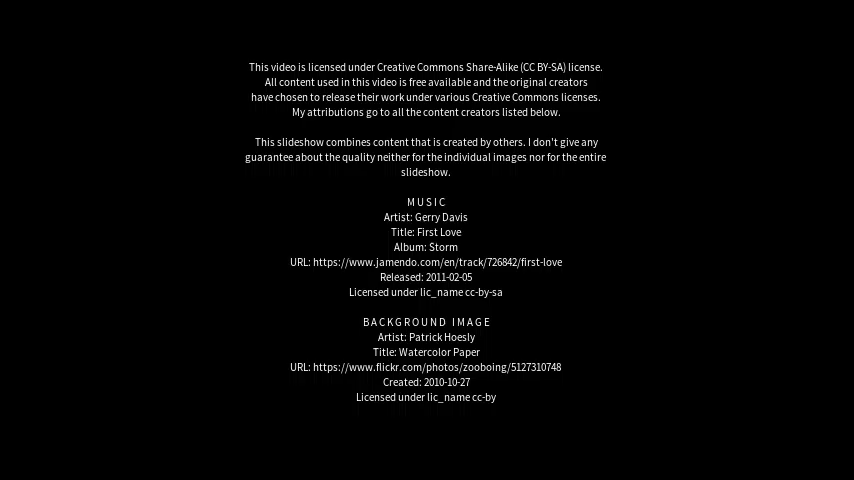 This video is licensed under Creative Commons Share-Alike (CC BY-SA) license.
All content used in this video is free available and the original creators
have chosen to release their work under various Creative Commons licenses.
My attributions go to all the content creators listed below.
This slideshow combines content that is created by others. I don't give any
guarantee about the quality neither for the individual images nor for the entire
slideshow.
MUSIC
Artist: Gerry Davis
Title: First Love
Album: Storm
URL: https://www.jamendo.com/en/track/726842/first-love
Released: 2011-02-05
Licensed under lic_name cc-by-sa
BACKGROUND IMAGE
Artist: Patrick Hoesly
Title: Watercolor Paper
URL: https://www.flickr.com/photos/zooboing/5127310748
Created: 2010-10-27
Licensed under lic_name cc-by